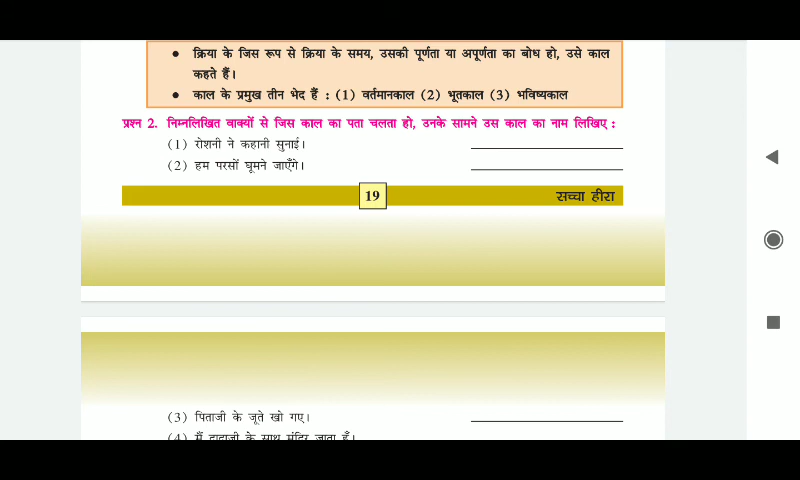 ● क्रिया के जिस रूप से क्रिया के समय, उसकी पूर्णता या अपूर्णता का बोध हो, उसे काल
कहते हैं।
● काल के प्रमुख तीन भेद हैं : (1) वर्तमानकाल (2) भूतकाल (3) भविष्यकाल
प्रश्न 2. निम्नलिखित वाक्यों से जिस काल का पता चलता हो, उनके सामने उस काल का नाम लिखिए :
(1) रोशनी ने कहानी सुनाई।
(2) हम परसों घूमने जाएँगे।
19 सच्चा हीरा
(3) पिताजी के जूते खो गए।
(4) मैं दादाजी के साथ मंदिर जाता हूँ।